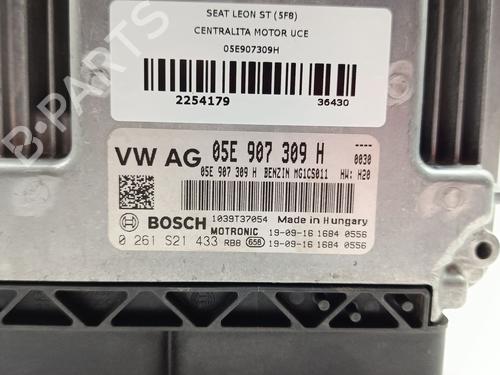 SEAT LEON ST (5F8)
CENTRALITA MOTOR UCE
05E907309H
2254179 36430
B-PARTS
VW AG 05E 907 309 H ----
0030
05E 907 309 H BENZIN MG1CS011 HW: H20
BOSCH 1039T37054 Made in Hungary
MOTRONIC 19-09-16 1684 0556
0 261 S21 433 RB8 G58 19-09-16 1684 0556